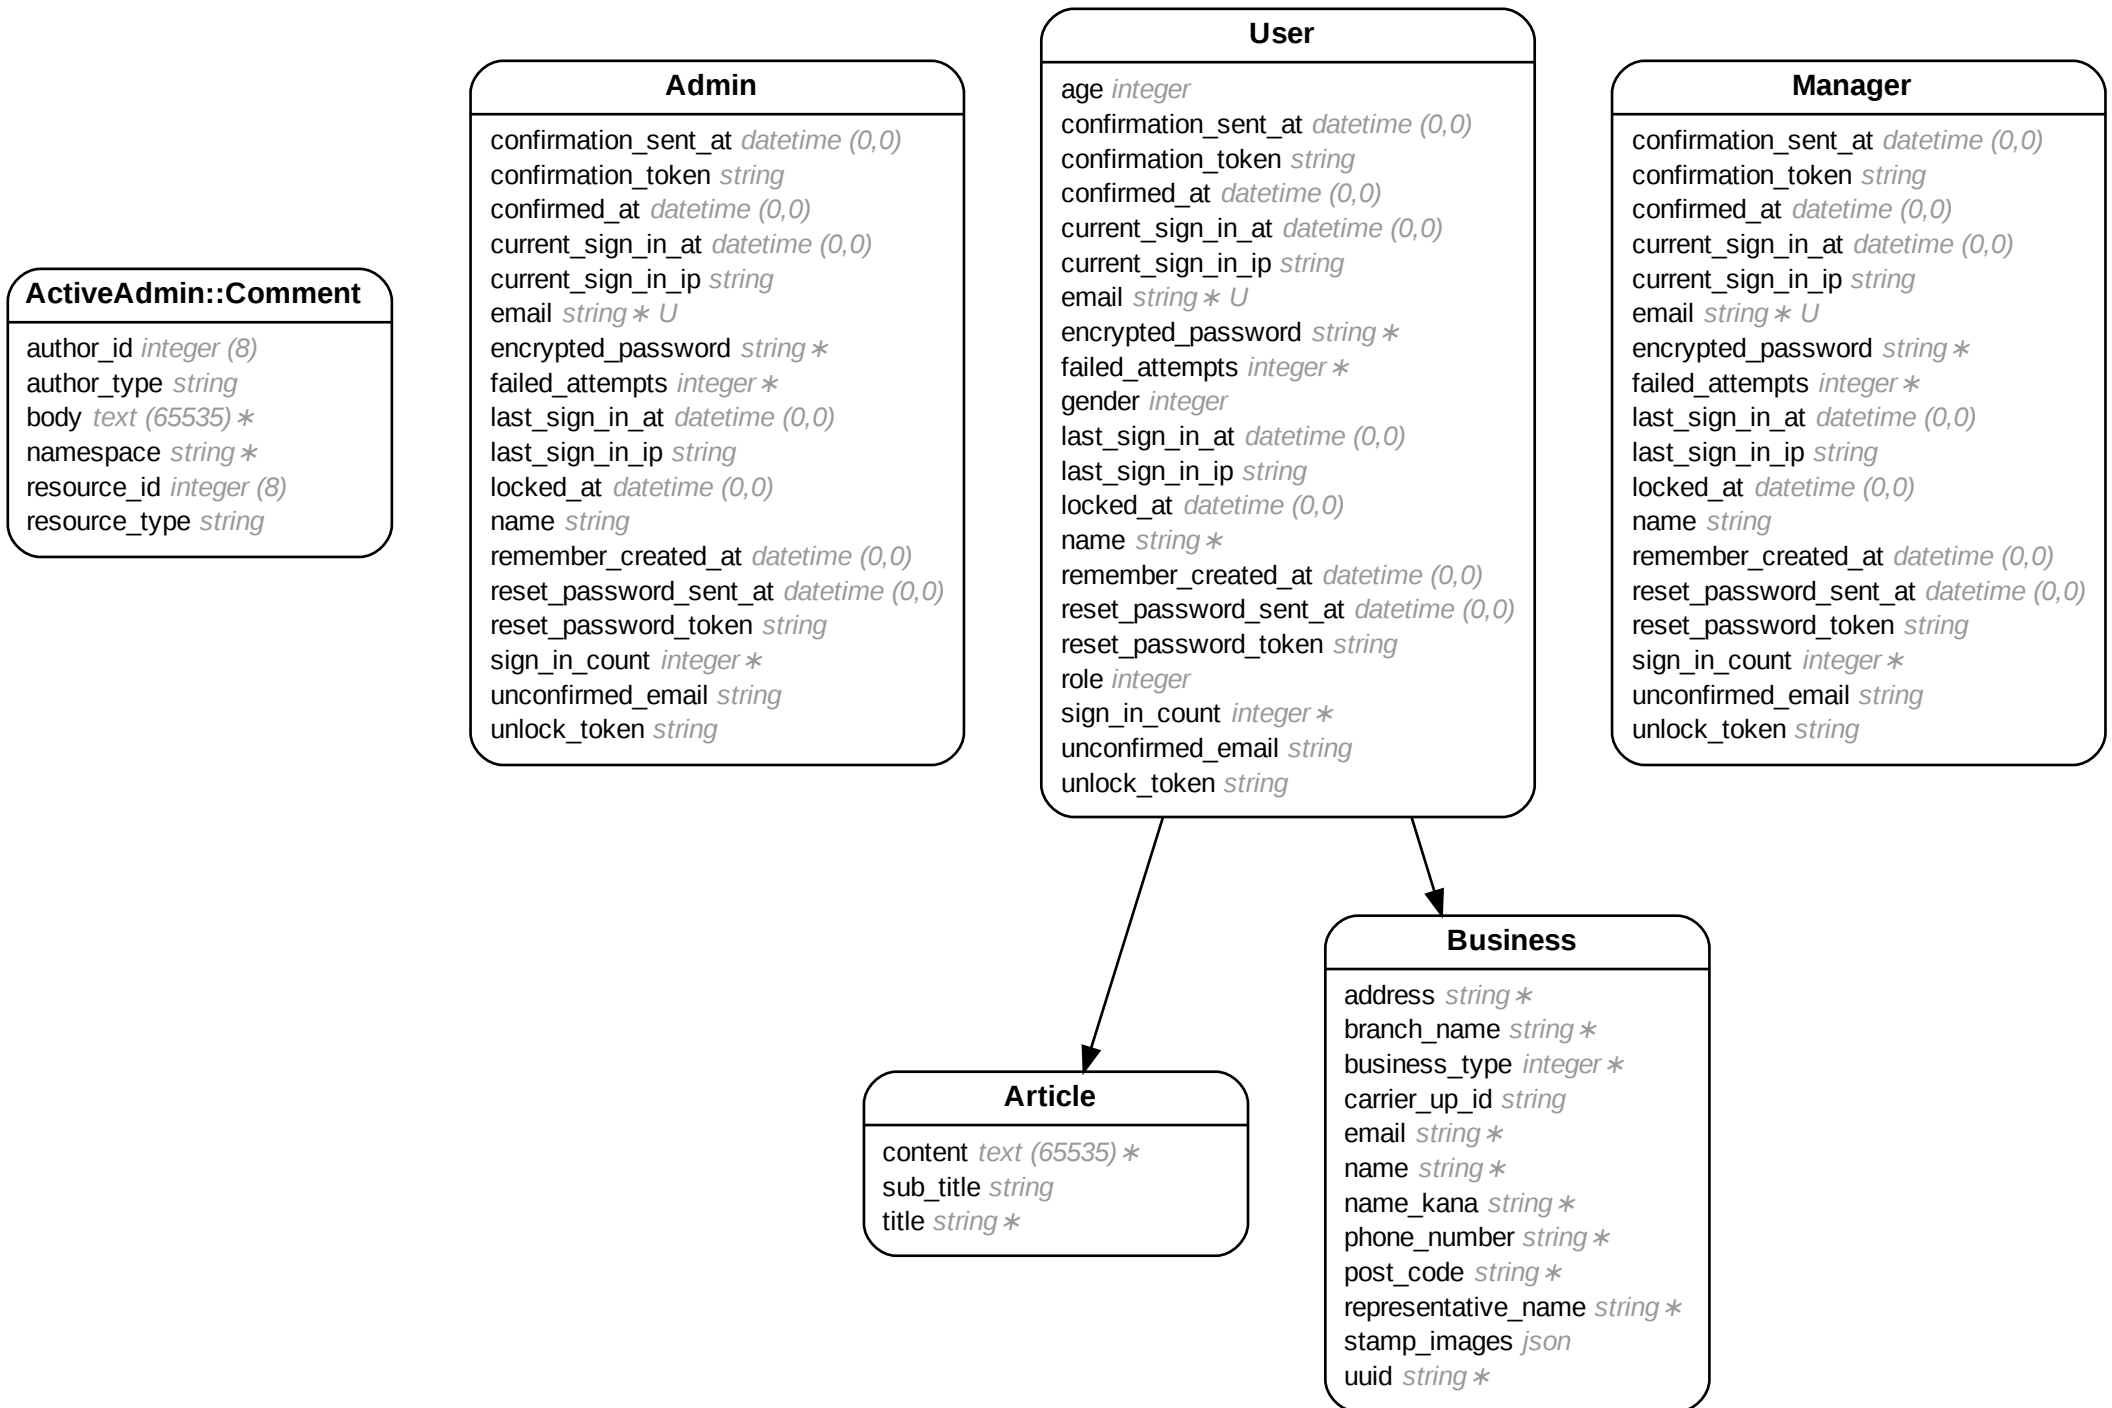 ActiveAdmin::Comment
author_id integer (8)
author_type string
body text (65535) ∗
namespace string ∗
resource_id integer (8)
resource_type string
Admin
confirmation_sent_at datetime (0,0)
confirmation_token string
confirmed_at datetime (0,0)
current_sign_in_at datetime (0,0)
current_sign_in_ip string
email string ∗ U
encrypted_password string ∗
failed_attempts integer ∗
last_sign_in_at datetime (0,0)
last_sign_in_ip string
locked_at datetime (0,0)
name string
remember_created_at datetime (0,0)
reset_password_sent_at datetime (0,0)
reset_password_token string
sign_in_count integer ∗
unconfirmed_email string
unlock_token string
User
age integer
confirmation_sent_at datetime (0,0)
confirmation_token string
confirmed_at datetime (0,0)
current_sign_in_at datetime (0,0)
current_sign_in_ip string
email string ∗ U
encrypted_password string ∗
failed_attempts integer ∗
gender integer
last_sign_in_at datetime (0,0)
last_sign_in_ip string
locked_at datetime (0,0)
name string ∗
remember_created_at datetime (0,0)
reset_password_sent_at datetime (0,0)
reset_password_token string
role integer
sign_in_count integer ∗
unconfirmed_email string
unlock_token string
Manager
confirmation_sent_at datetime (0,0)
confirmation_token string
confirmed_at datetime (0,0)
current_sign_in_at datetime (0,0)
current_sign_in_ip string
email string ∗ U
encrypted_password string ∗
failed_attempts integer ∗
last_sign_in_at datetime (0,0)
last_sign_in_ip string
locked_at datetime (0,0)
name string
remember_created_at datetime (0,0)
reset_password_sent_at datetime (0,0)
reset_password_token string
sign_in_count integer ∗
unconfirmed_email string
unlock_token string
Article
content text (65535) ∗
sub_title string
title string ∗
Business
address string ∗
branch_name string ∗
business_type integer ∗
carrier_up_id string
email string ∗
name string ∗
name_kana string ∗
phone_number string ∗
post_code string ∗
representative_name string ∗
stamp_images json
uuid string ∗